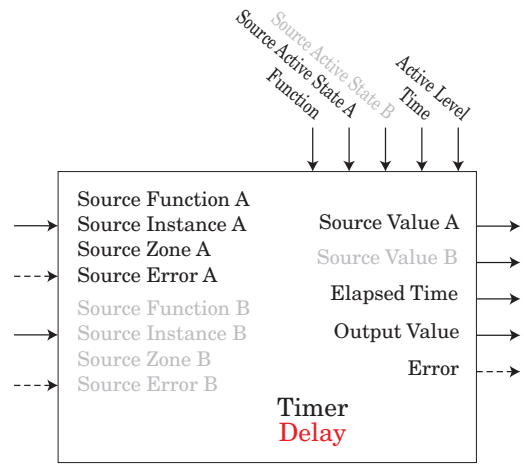 Function
Source Active State A
Source Active State B
Time
Active Level
Source Function A
Source Instance A
Source Zone A
Source Error A
Source Function B
Source Instance B
Source Zone B
Source Error B
Source Value A
Source Value B
Elapsed Time
Output Value
Error
Timer
Delay